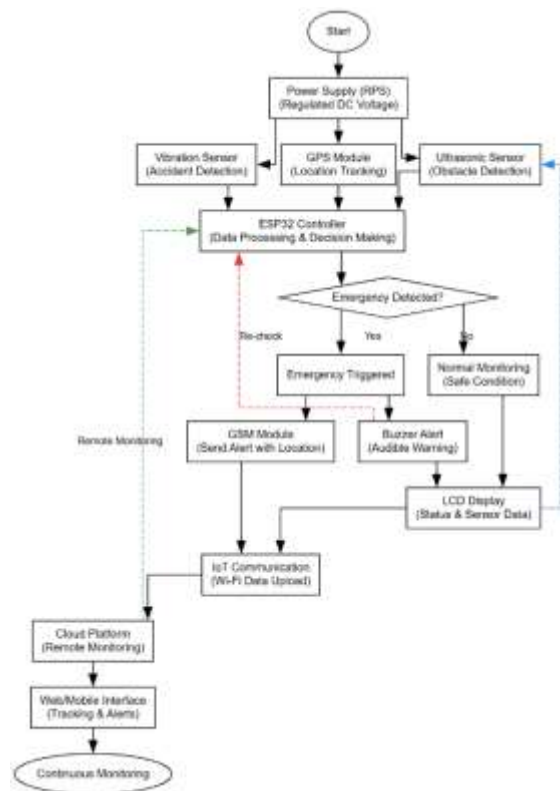 Start
Power Supply (RPS)
(Regulated DC Voltage)
Vibration Sensor
(Accident Detection)
GPS Module
(Location Tracking)
Ultrasonic Sensor
(Obstacle Detection)
ESP32 Controller
(Data Processing & Decision Making)
Emergency Detected?
Re-check
Yes
No
Emergency Triggered
Normal Monitoring
(Safe Condition)
Remote Monitoring
GSM Module
(Send Alert with Location)
Buzzer Alert
(Audible Warning)
LCD Display
(Status & Sensor Data)
IoT Communication
(Wi-Fi Data Upload)
Cloud Platform
(Remote Monitoring)
Web/Mobile Interface
(Tracking & Alerts)
Continuous Monitoring